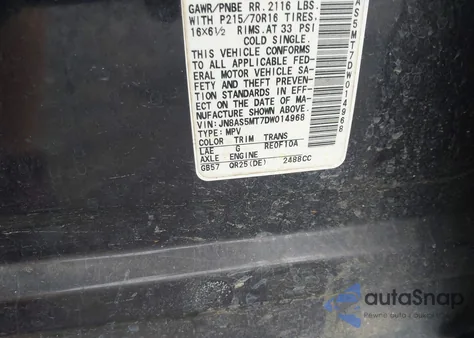 GAWR/PNBE RR. 2116 LBS.
WITH P215/70R16 TIRES,
16X6½ RIMS. AT 33 PSI
COLD SINGLE.
THIS VEHICLE CONFORMS
TO ALL APPLICABLE FED-
ERAL MOTOR VEHICLE SA-
FETY AND THEFT PREVENTION
STANDARDS IN EFF-
ECT ON THE DATE OF MA-
NUFACTURE SHOWN ABOVE.
VIN: JN8AS5MT7DW014968
TYPE: MPV
COLOR TRIM TRANS
LAE G RE0F10A
AXLE ENGINE
GB57 QR25(DE) 2488CC
AS5MT7DW014968
autoSnap